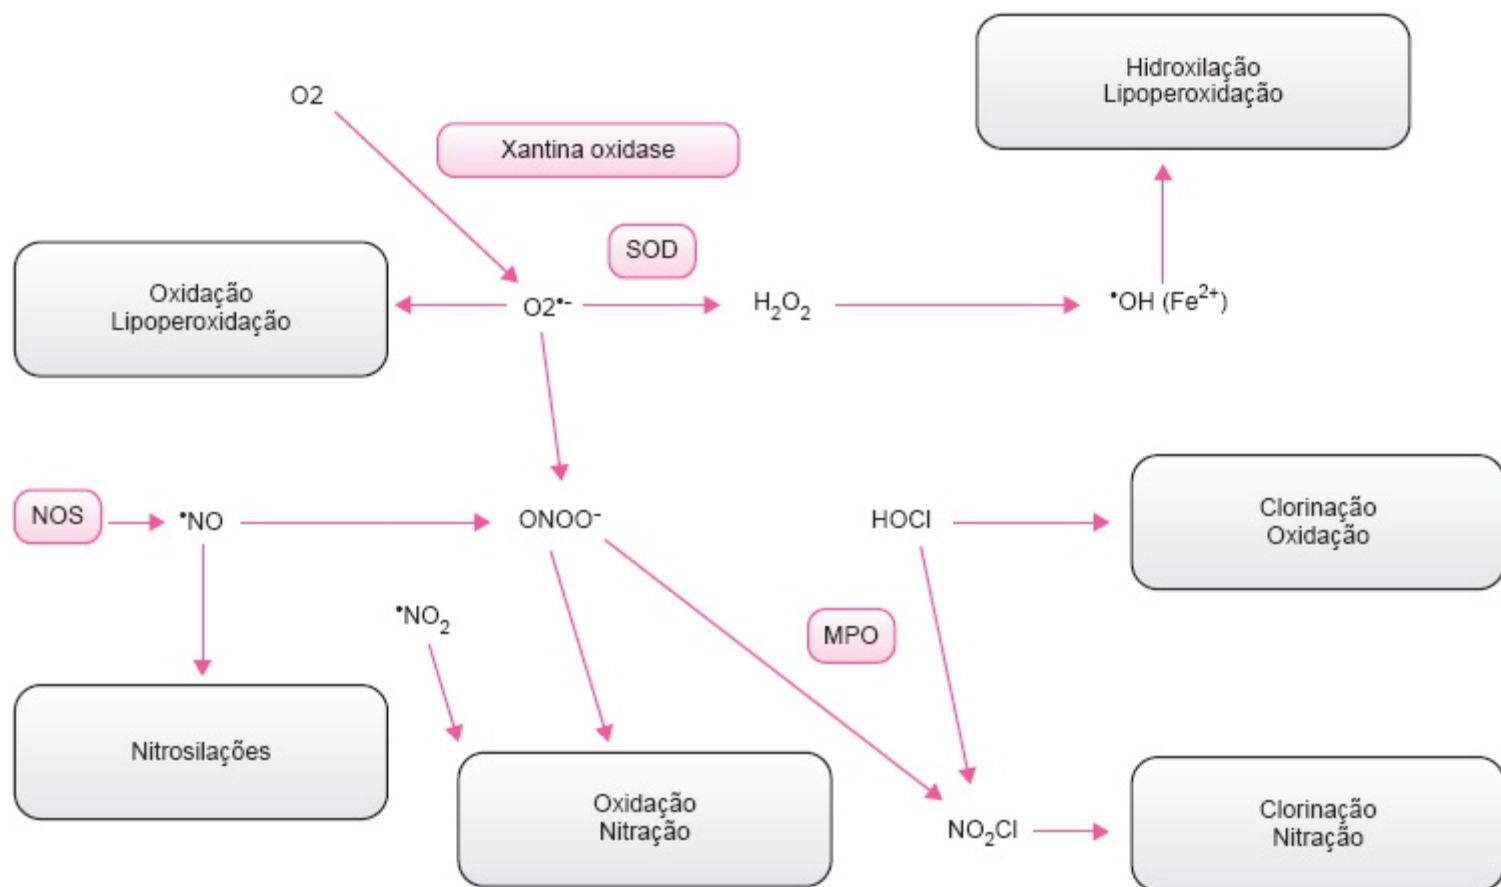 Hidroxilação
Lipoperoxidação
O2
Xantina oxidase
SOD
Oxidação
Lipoperoxidação
O2•-
H₂O₂
•OH (Fe²⁺)
NOS
•NO
ONOO⁻
HOCl
Clorinação
Oxidação
•NO₂
MPO
Nitrosilações
Oxidação
Nitração
NO₂Cl
Clorinação
Nitração